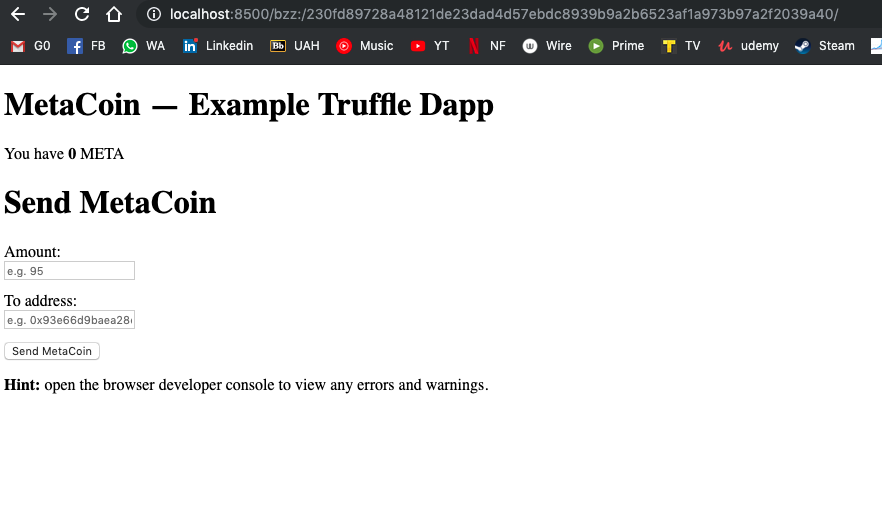 localhost:8500/bzz:/230fd89728a48121de23dad4d57ebdc8939b9a2b6523af1a973b97a2f2039a40/
G0 FB WA in Linkedin Bb UAH Music YT NF W Wire Prime T TV udemy Steam
MetaCoin — Example Truffle Dapp
You have 0 META
Send MetaCoin
Amount:
e.g. 95
To address:
e.g. 0x93e66d9baea28
Send MetaCoin
Hint: open the browser developer console to view any errors and warnings.